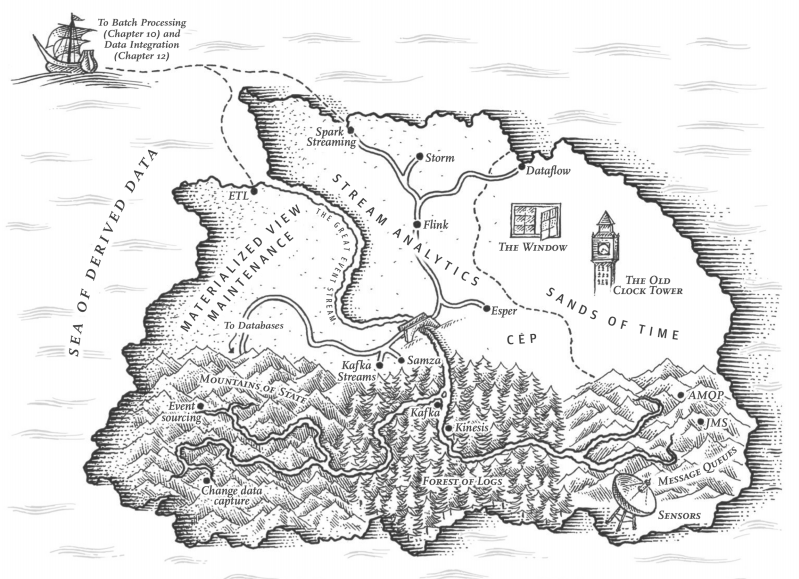 To Batch Processing
(Chapter 10) and
Data Integration
(Chapter 12)
Spark
Streaming
Storm
Dataflow
ETL
SEA OF DERIVED DATA
MATERIALIZED VIEW
MAINTENANCE
THE GREAT EVENT STREAM
STREAM ANALYTICS
Flink
THE WINDOW
THE OLD
CLOCK TOWER
SANDS OF TIME
Esper
CEP
To Databases
Kafka
Streams
Samza
MOUNTAINS OF STATE
Event
sourcing
Kafka
Kinesis
AMQP
JMS
MESSAGE QUEUES
Change data
capture
FOREST OF LOGS
SENSORS